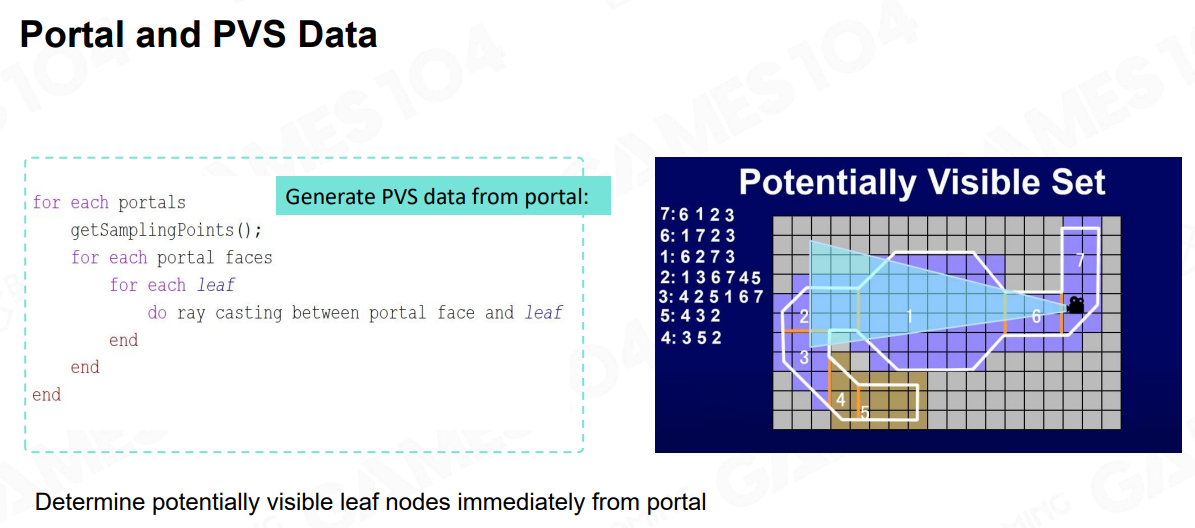 Portal and PVS Data
Generate PVS data from portal:
for each portals
getSamplingPoints();
for each portal faces
for each leaf
do ray casting between portal face and leaf
end
end
end
Potentially Visible Set
7:6 1 2 3
6: 1 7 2 3
1: 6 2 7 3
2: 1 3 6 7 4 5
3: 4 2 5 1 6 7
5: 4 3 2
4: 3 5 2
7
2
1
6
3
4
5
Determine potentially visible leaf nodes immediately from portal
GAMES104